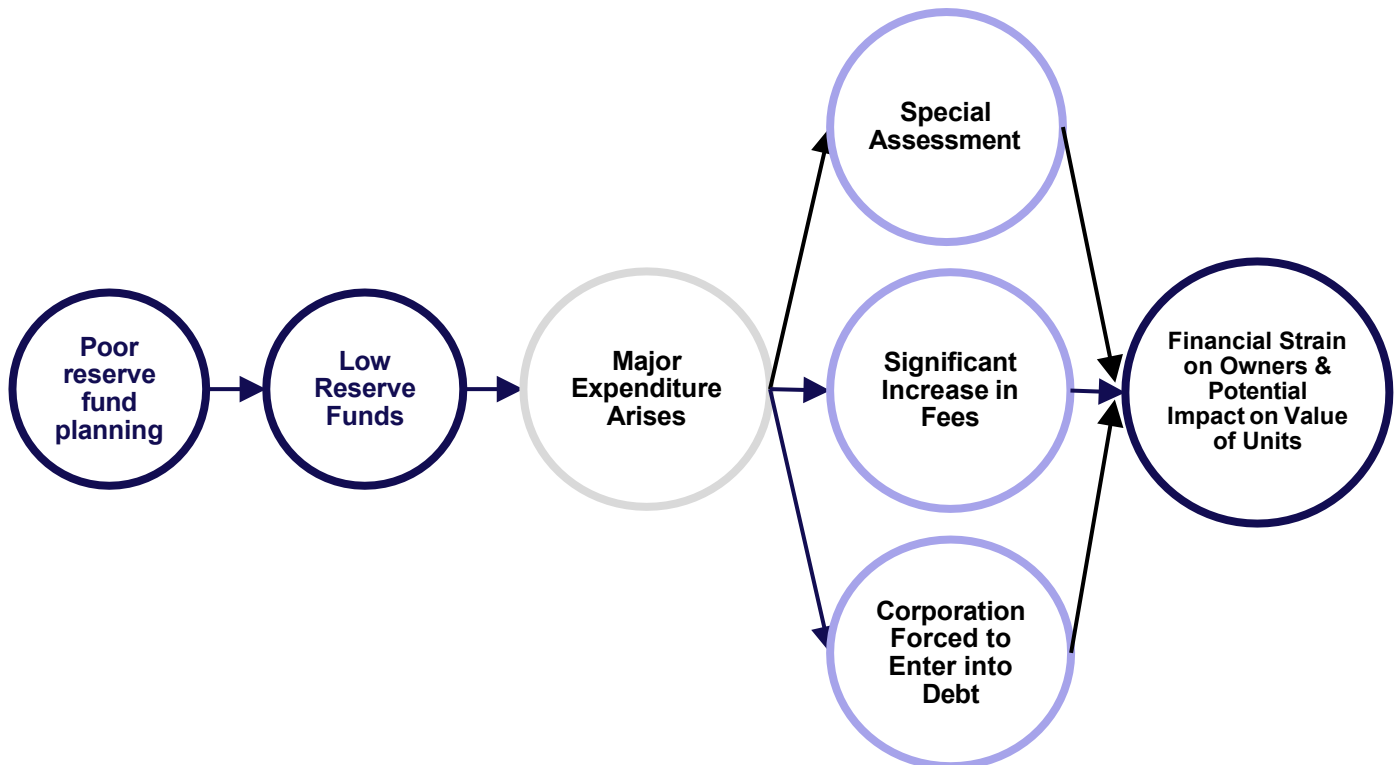 Poor
reserve
fund
planning
Low
Reserve
Funds
Major
Expenditure
Arises
Special
Assessment
Significant
Increase in
Fees
Corporation
Forced to
Enter into
Debt
Financial Strain
on Owners &
Potential
Impact on Value
of Units